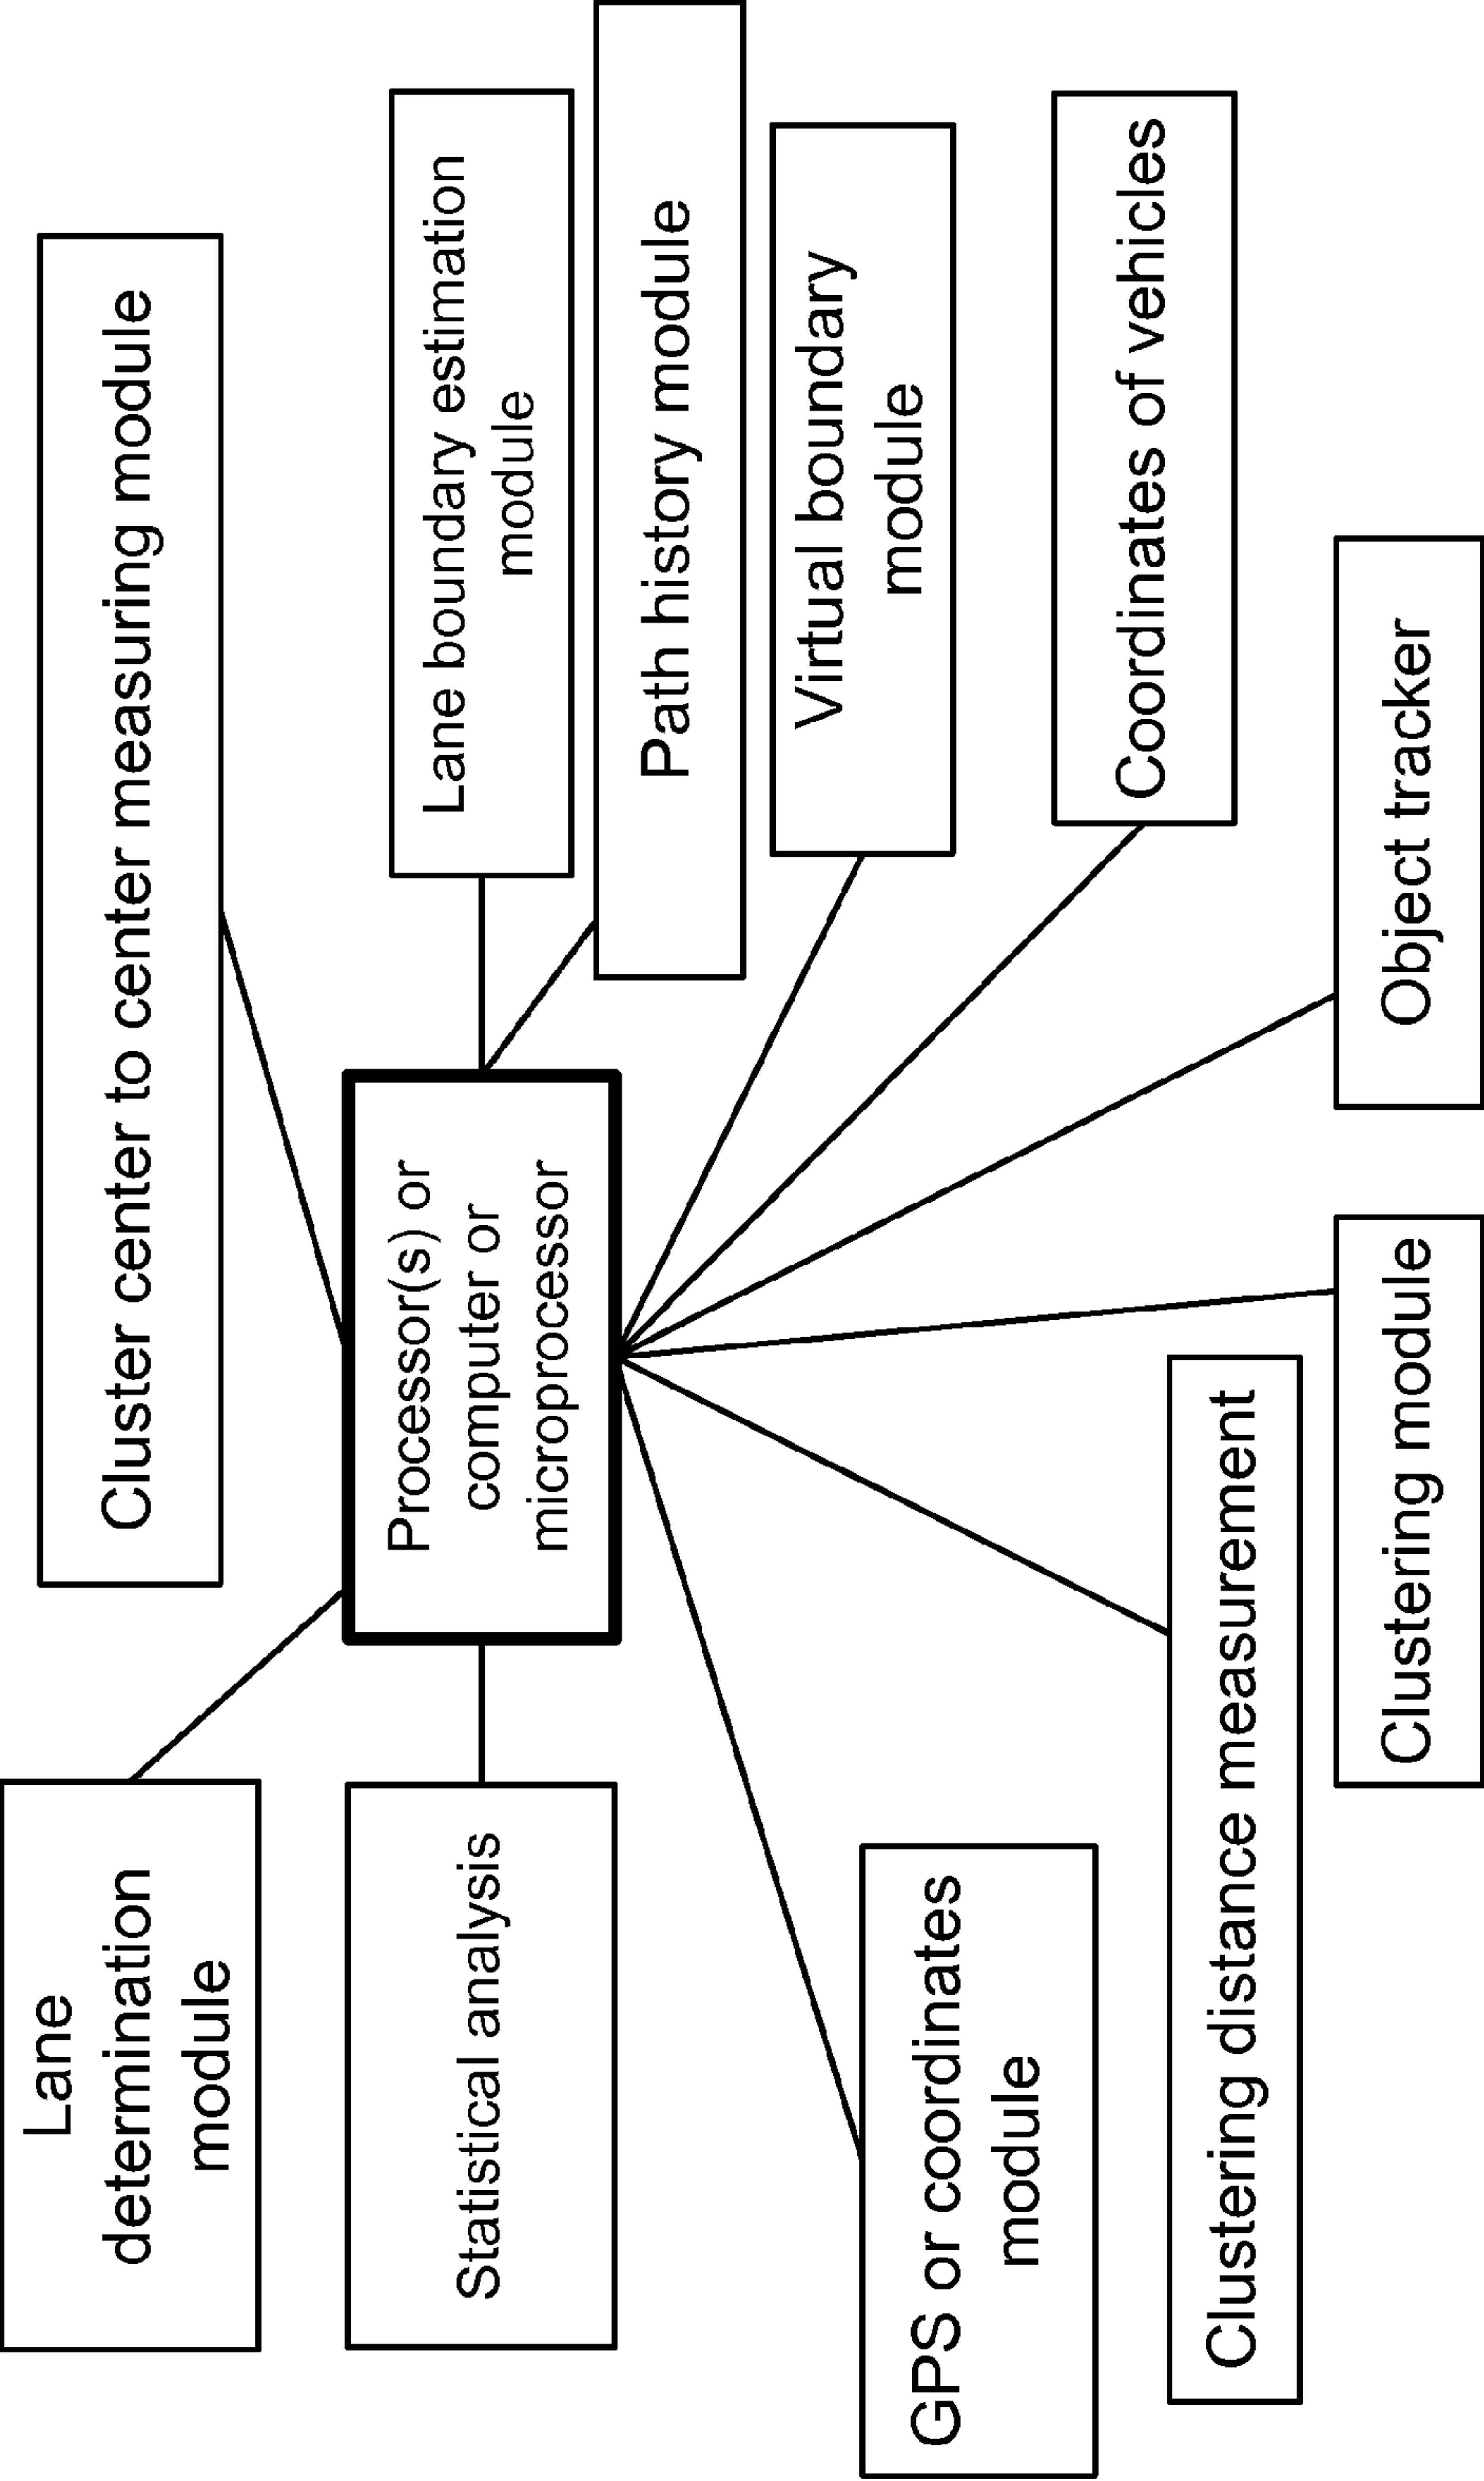 Lane
determination
module
Cluster center to center measuring module
Statistical analysis
Processor(s) or
computer or
microprocessor
Lane boundary estimation
module
Path history module
Virtual boundary
module
GPS or coordinates
module
Coordinates of vehicles
Clustering distance measurement
Clustering module
Object tracker